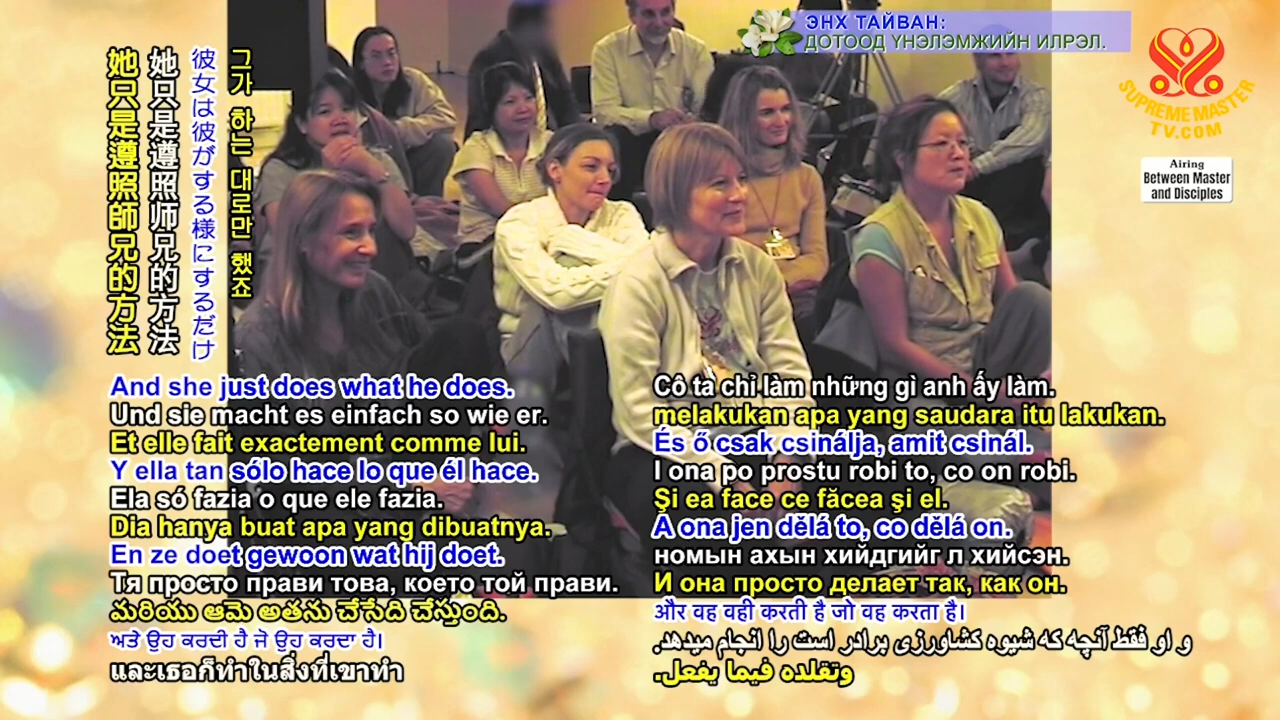 ЭНХ ТАЙВАН:
ДОТООД ҮНЭЛЭМЖИЙН ИЛРЭЛ.
SUPREME MASTER
TV.COM
Airing
Between Master
and Disciples
그가 하는 대로만 했죠
彼女は彼がする様にするだけ
她只是遵照师兄的方法
她只是遵照師兄的方法
And she just does what he does.
Und sie macht es einfach so wie er.
Et elle fait exactement comme lui.
Y ella tan sólo hace lo que él hace.
Ela só fazia o que ele fazia.
Dia hanya buat apa yang dibuatnya.
En ze doet gewoon wat hij doet.
Тя просто прави това, което той прави.
మరియు ఆమె అతను చేసేది చేస్తుంది.
ਅਤੇ ਉਹ ਕਰਦੀ ਹੈ ਜੋ ਉਹ ਕਰਦਾ ਹੈ।
และเธอก็ทำในสิ่งที่เขาทำ
Cô ta chỉ làm những gì anh ấy làm.
melakukan apa yang saudara itu lakukan.
És ő csak csinálja, amit csinál.
I ona po prostu robi to, co on robi.
Şi ea face ce făcea şi el.
A ona jen dělá to, co dělá on.
номын ахын хийдгийг л хийсэн.
И она просто делает так, как он.
और वह वही करती है जो वह करता है।
و او فقط آنچه که شیوه کشاورزی برادر است را انجام میدهد.
وتقلده فيما يفعل.